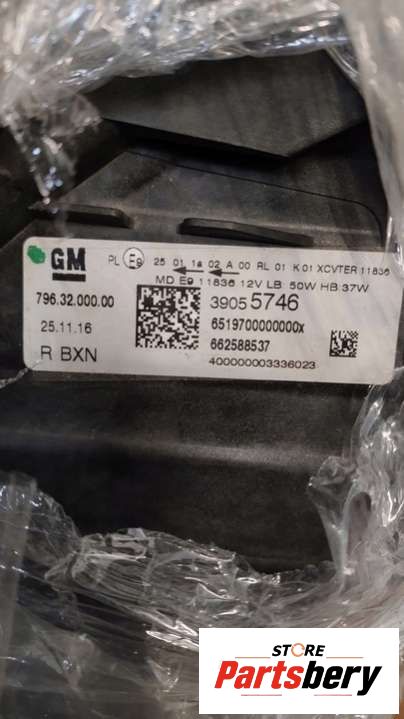 GM PL E9 25 01 1a 02 A 00 RL 01 K 01 XCVTER 11836
MD E9 11836 12V LB 50W HB 37W
796.32.000.00
3905 5746
25.11.16
6519700000000x
R BXN
662588537
400000003336023
STORE
Partsbery